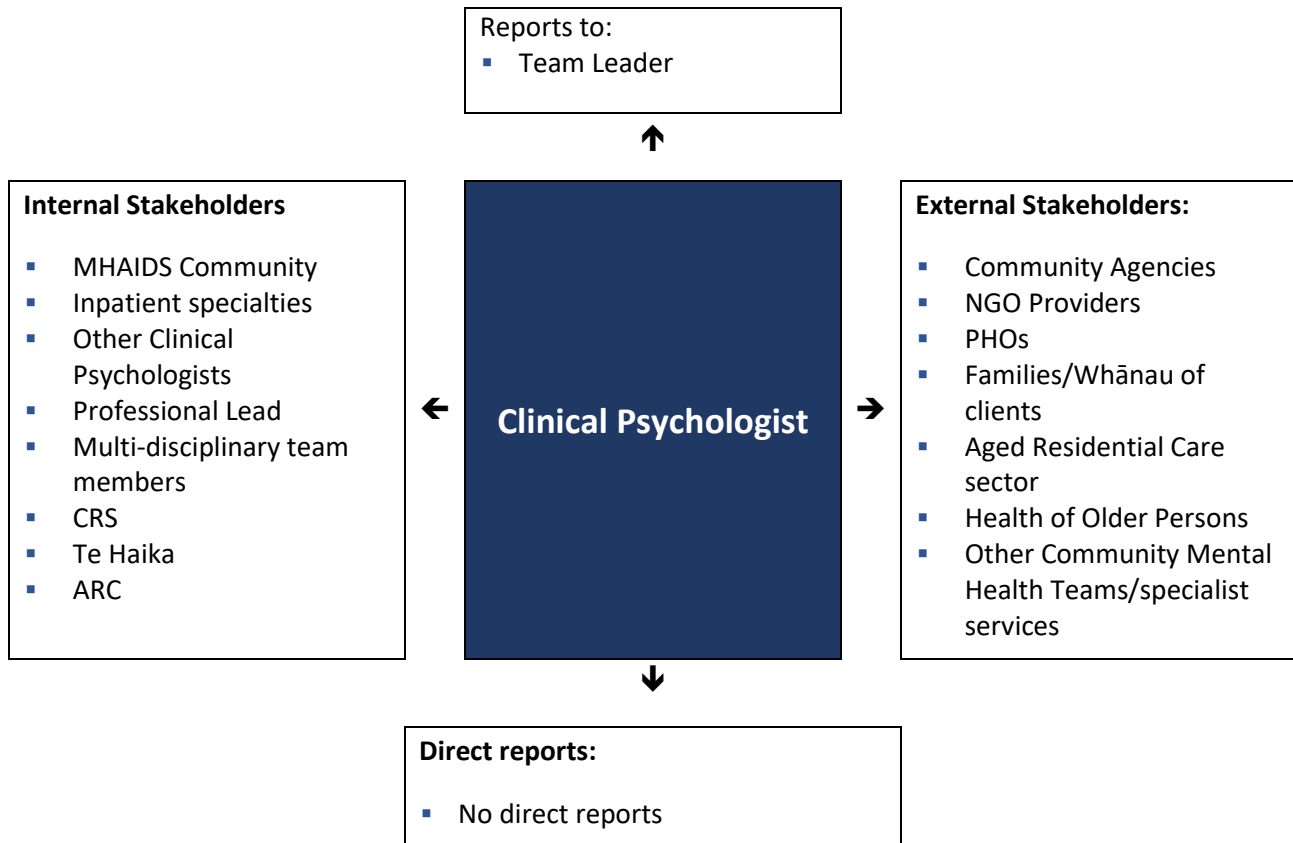 Reports to:
▪ Team Leader
Internal Stakeholders
▪ MHAIDS Community
▪ Inpatient specialties
▪ Other Clinical
Psychologists
▪ Professional Lead
▪ Multi-disciplinary team
members
▪ CRS
▪ Te Haika
▪ ARC
Clinical Psychologist
External Stakeholders:
▪ Community Agencies
▪ NGO Providers
▪ PHOs
▪ Families/Whānau of
clients
▪ Aged Residential Care
sector
▪ Health of Older Persons
▪ Other Community Mental
Health Teams/specialist
services
Direct reports:
▪ No direct reports